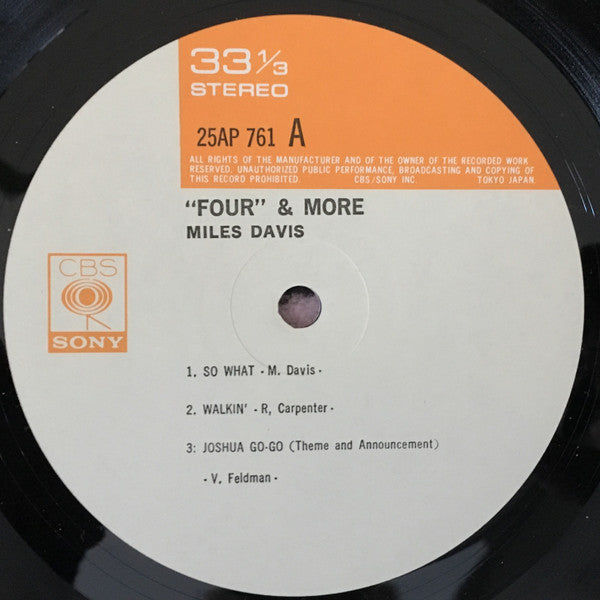 33 1/3
STEREO
25AP 761 A
ALL RIGHTS OF THE MANUFACTURER AND OF THE OWNER OF THE RECORDED WORK
RESERVED. UNAUTHORIZED PUBLIC PERFORMANCE, BROADCASTING AND COPYING OF
THIS RECORD PROHIBITED. CBS/SONY INC. TOKYO JAPAN.
"FOUR" & MORE
MILES DAVIS
CBS
SONY
1. SO WHAT - M. Davis -
2. WALKIN' - R, Carpenter -
3: JOSHUA GO-GO (Theme and Announcement)
- V. Feldman -